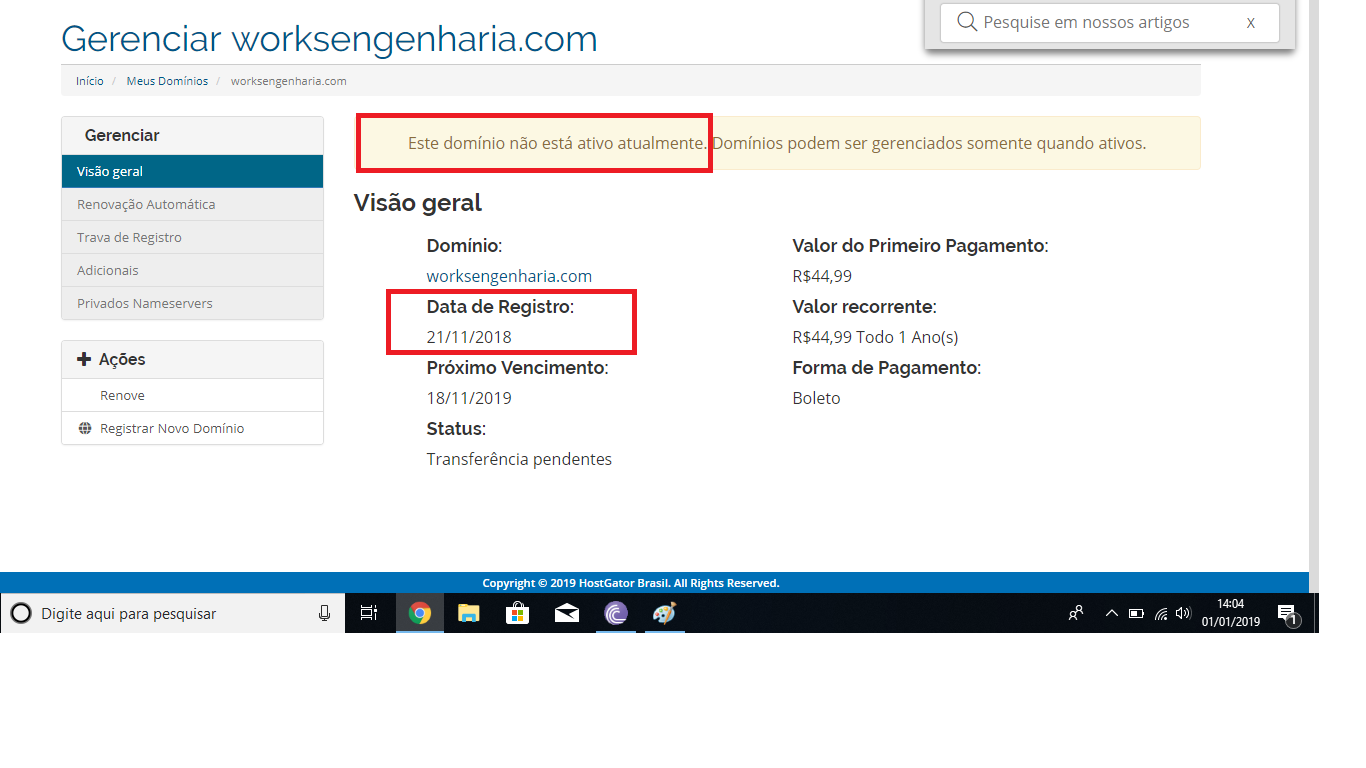 Pesquise em nossos artigos X
Gerenciar worksengenharia.com
Início / Meus Domínios / worksengenharia.com
Gerenciar
Visão geral
Renovação Automática
Trava de Registro
Adicionais
Privados Nameservers
Ações
Renove
Registrar Novo Domínio
Este domínio não está ativo atualmente. Domínios podem ser gerenciados somente quando ativos.
Visão geral
Domínio:
worksengenharia.com
Data de Registro:
21/11/2018
Próximo Vencimento:
18/11/2019
Status:
Transferência pendentes
Valor do Primeiro Pagamento:
R$44,99
Valor recorrente:
R$44,99 Todo 1 Ano(s)
Forma de Pagamento:
Boleto
Copyright © 2019 HostGator Brasil. All Rights Reserved.
Digite aqui para pesquisar
14:04
01/01/2019
1